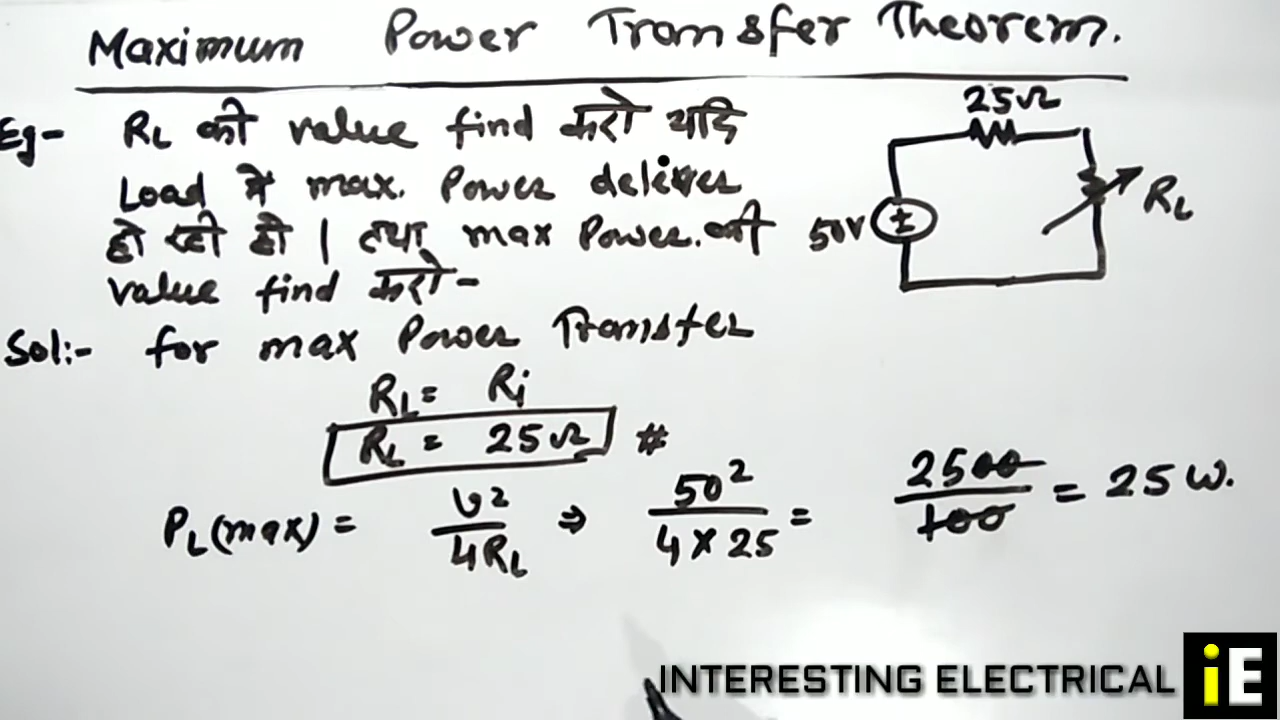 Maximum Power Transfer Theorem.
Eg- RL की value find करो यदि
Load में max. Power deliver
हो रही हो | तथा max Power. की
value find करो-
25Ω
50V
±
RL
Sol:- for max Power Transfer
RL = Ri
RL = 25Ω #
PL(max) = V²/4RL ⇒ 50²/4×25 = 2500/100 = 25 W.
INTERESTING ELECTRICAL
iE